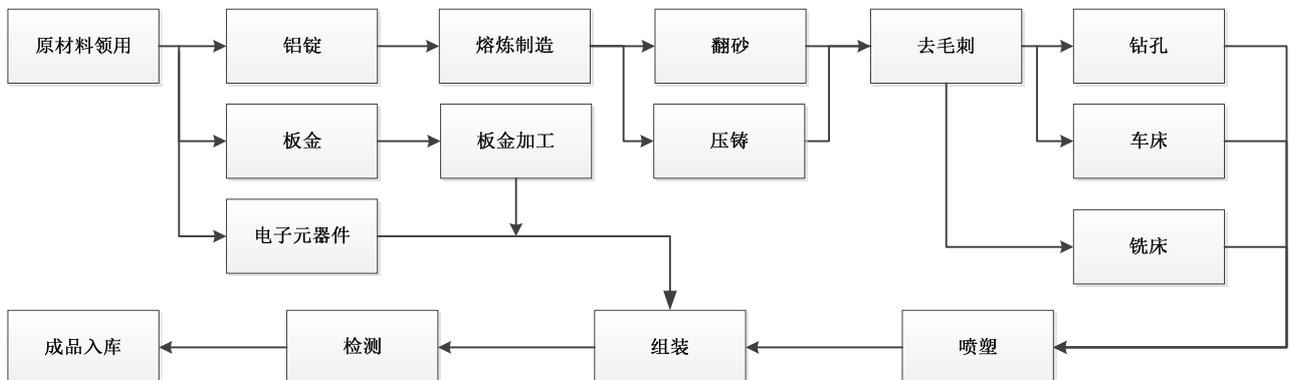 原材料领用
铝锭
熔炼制造
翻砂
去毛刺
钻孔
板金
板金加工
压铸
车床
电子元器件
铣床
成品入库
检测
组装
喷塑